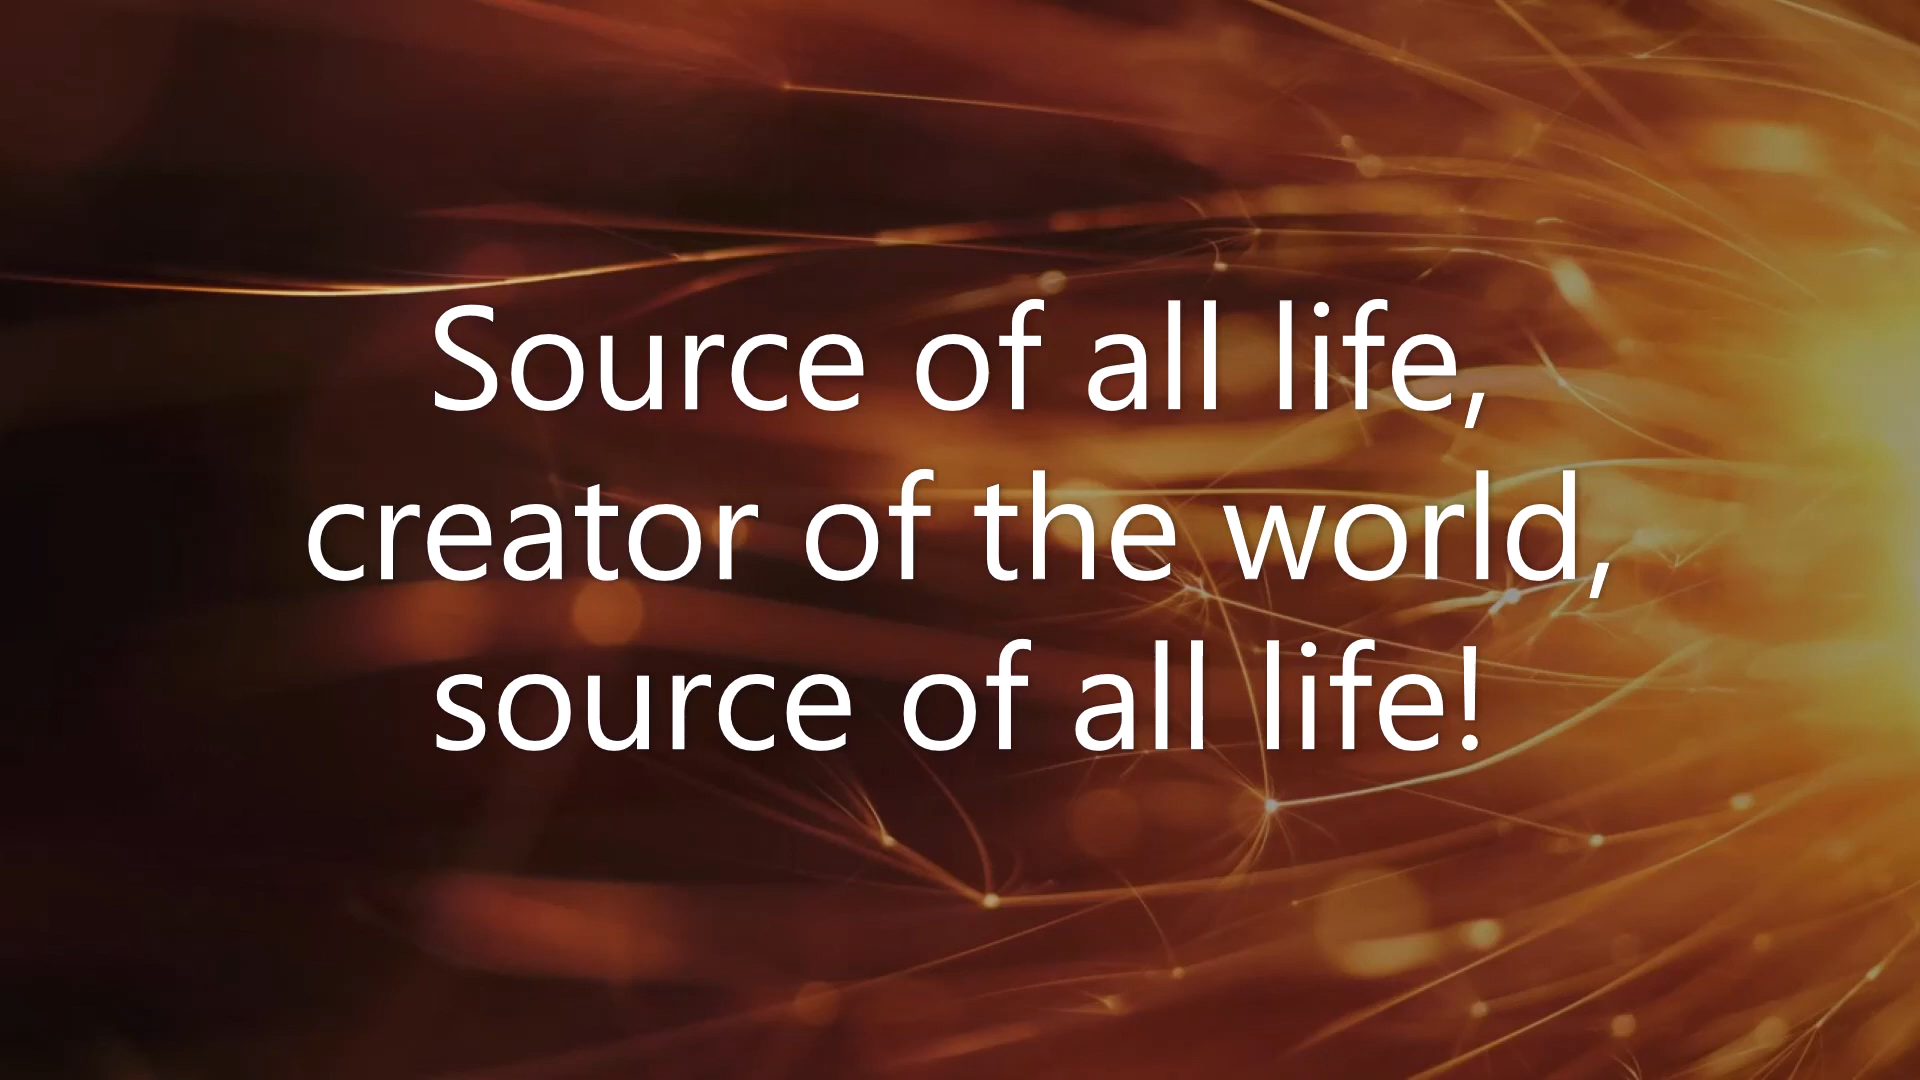 Source of all life,
creator of the world,
source of all life!